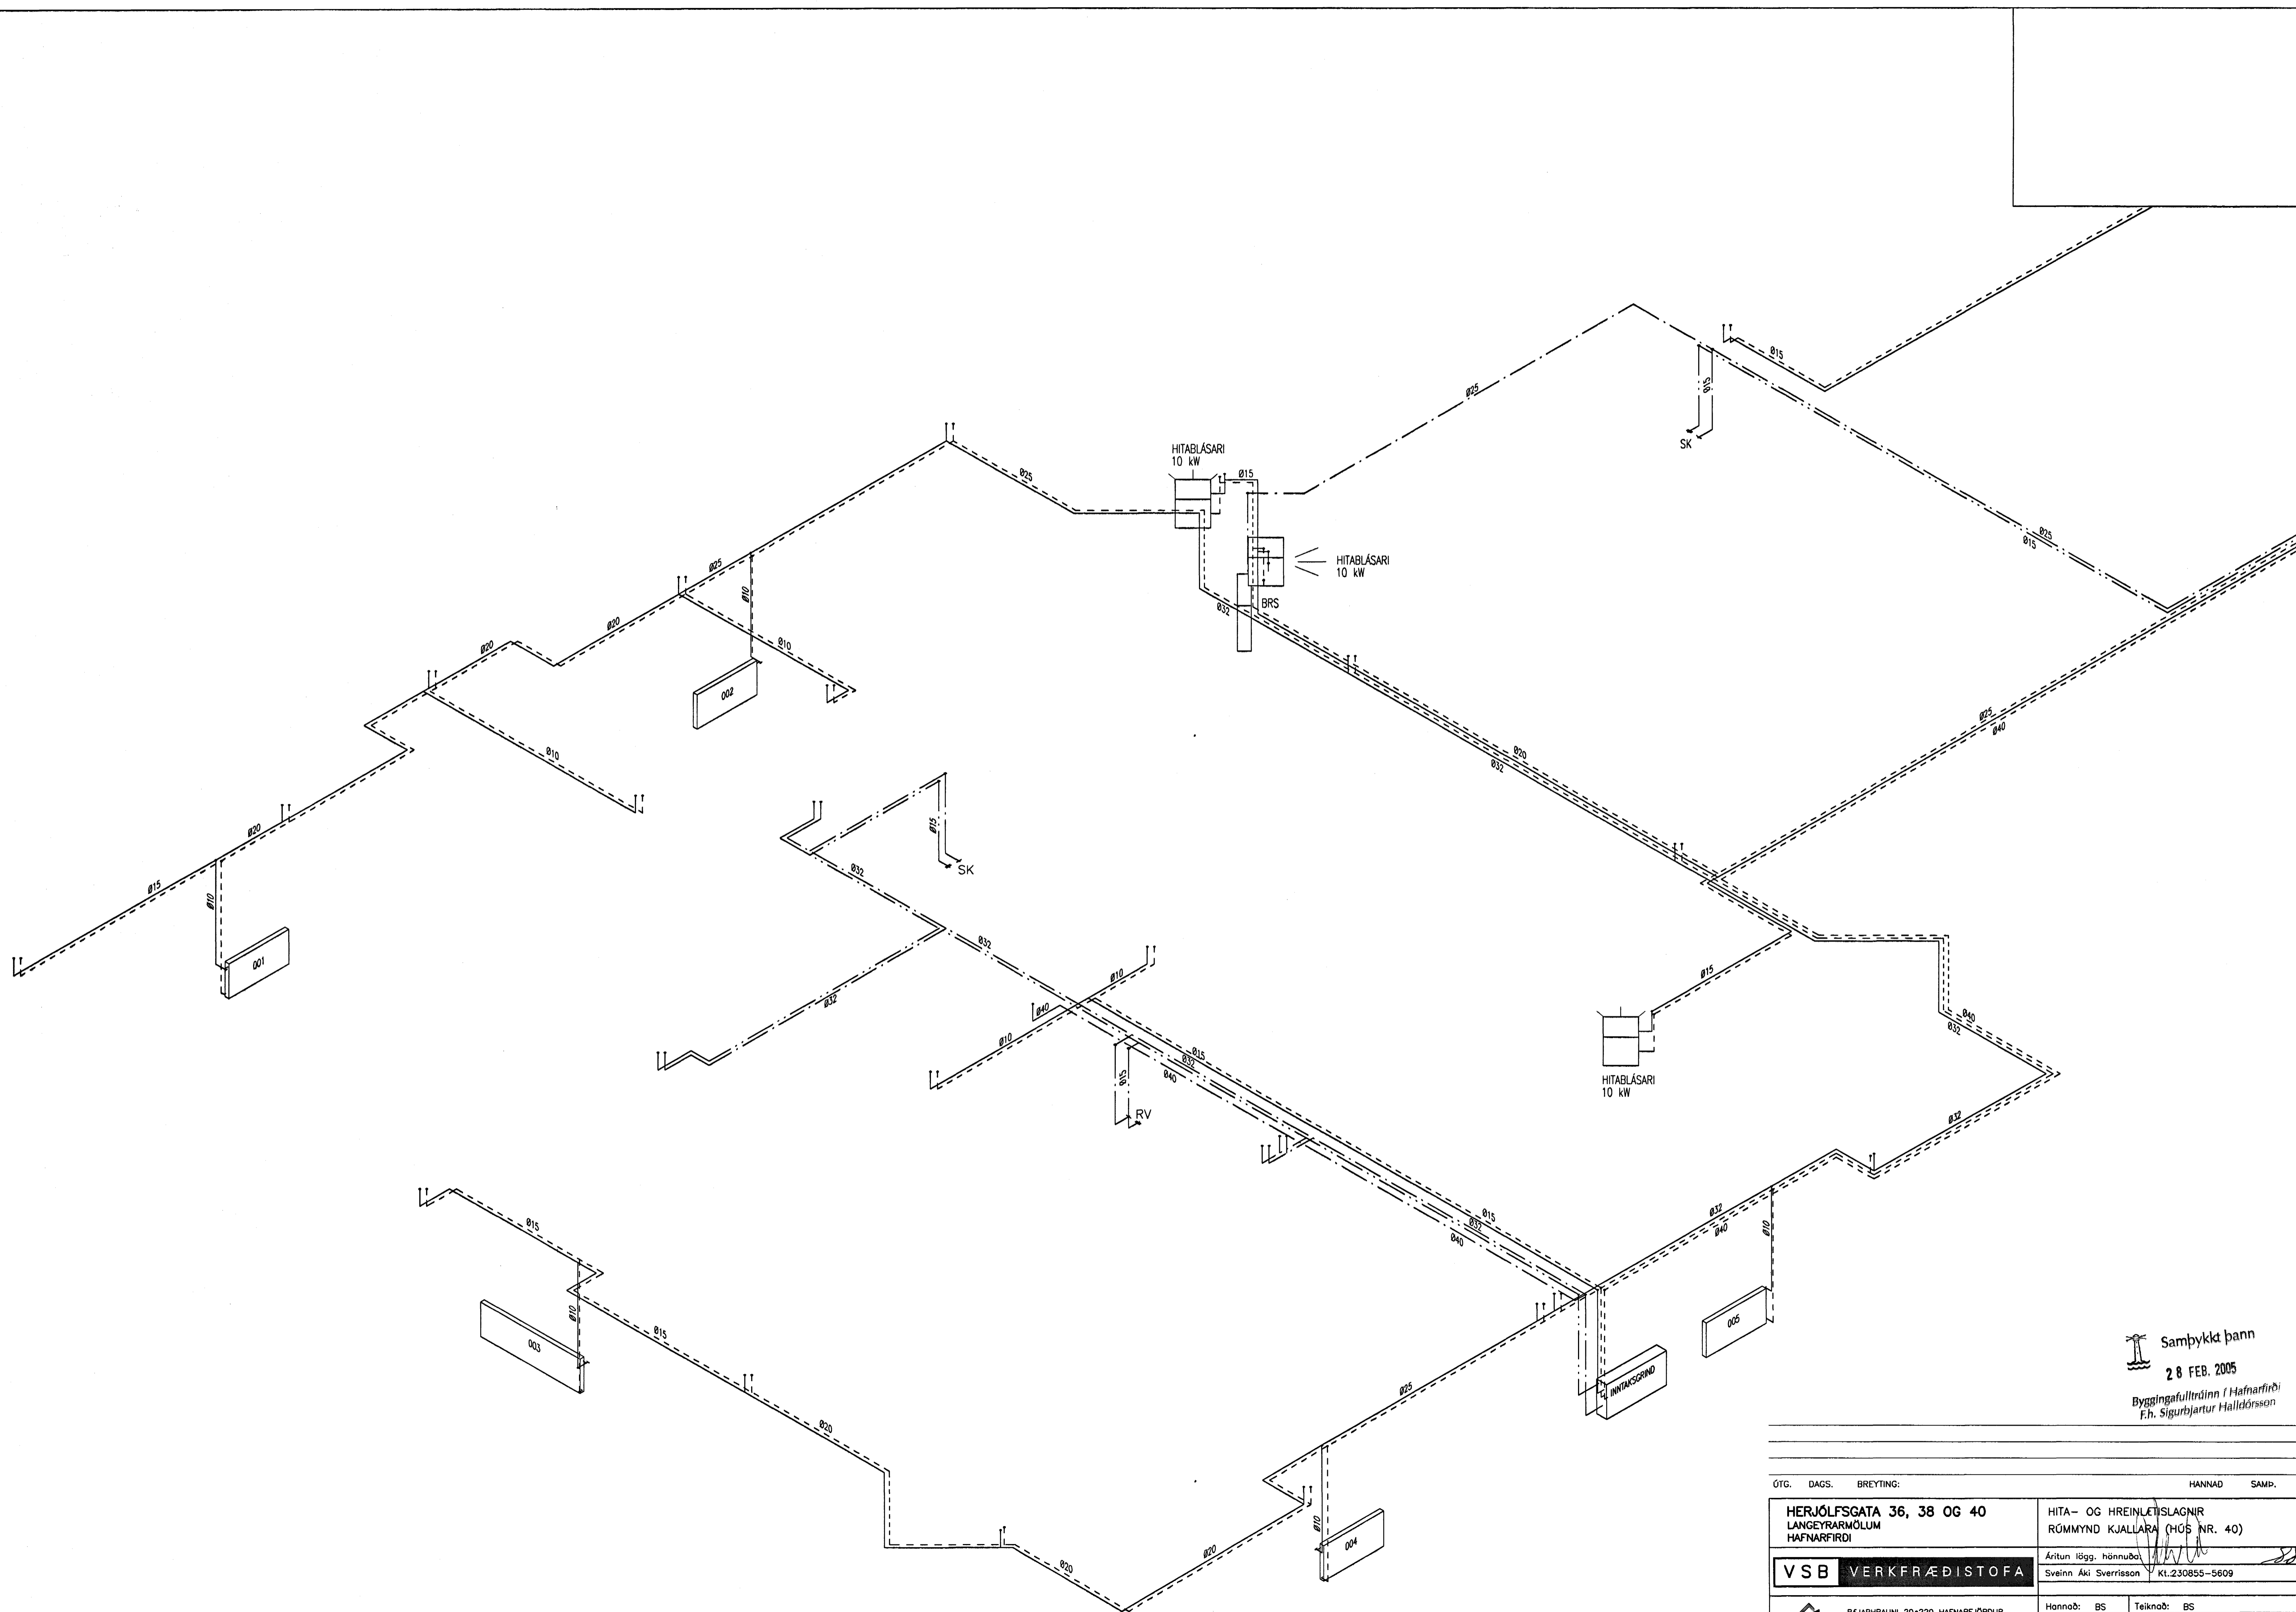 Ø15
Ø25
Ø15
SK
HITABLÁSARI
10 kW
Ø25
Ø15
Ø25
Ø15
HITABLÁSARI
10 kW
BRS
Ø32
Ø25
Ø10
Ø20
Ø10
Ø20
002
Ø10
Ø25
Ø40
Ø20
Ø32
Ø20
Ø15
Ø10
001
Ø15
SK
Ø32
Ø32
Ø32
Ø10
Ø40
Ø10
Ø15
Ø32
Ø40
Ø15
RV
Ø15
HITABLÁSARI
10 kW
Ø40
Ø32
Ø32
Ø15
Ø32
Ø40
Ø32
Ø40
Ø10
005
Ø15
Ø10
003
Ø15
Ø20
Ø25
INNTAKSGRIND
Ø10
004
Ø20
Ø20
Samþykkt þann
28 FEB. 2005
Byggingafulltrúinn í Hafnarfirði
F.h. Sigurbjartur Halldórsson
ÚTG. DAGS. BREYTING: HANNAÐ SAMÞ.
HERJÓLFSGATA 36, 38 OG 40
LANGEYRARMÖLUM
HAFNARFIRÐI
HITA- OG HREINLÆTISLAGNIR
RÚMMYND KJALLARA (HÚS NR. 40)
VSB VERKFRÆÐISTOFA
Áritun lögg. hönnuða:
Sveinn Áki Sverrisson Kt.:230855-5609
Hannað: BS Teiknað: BS